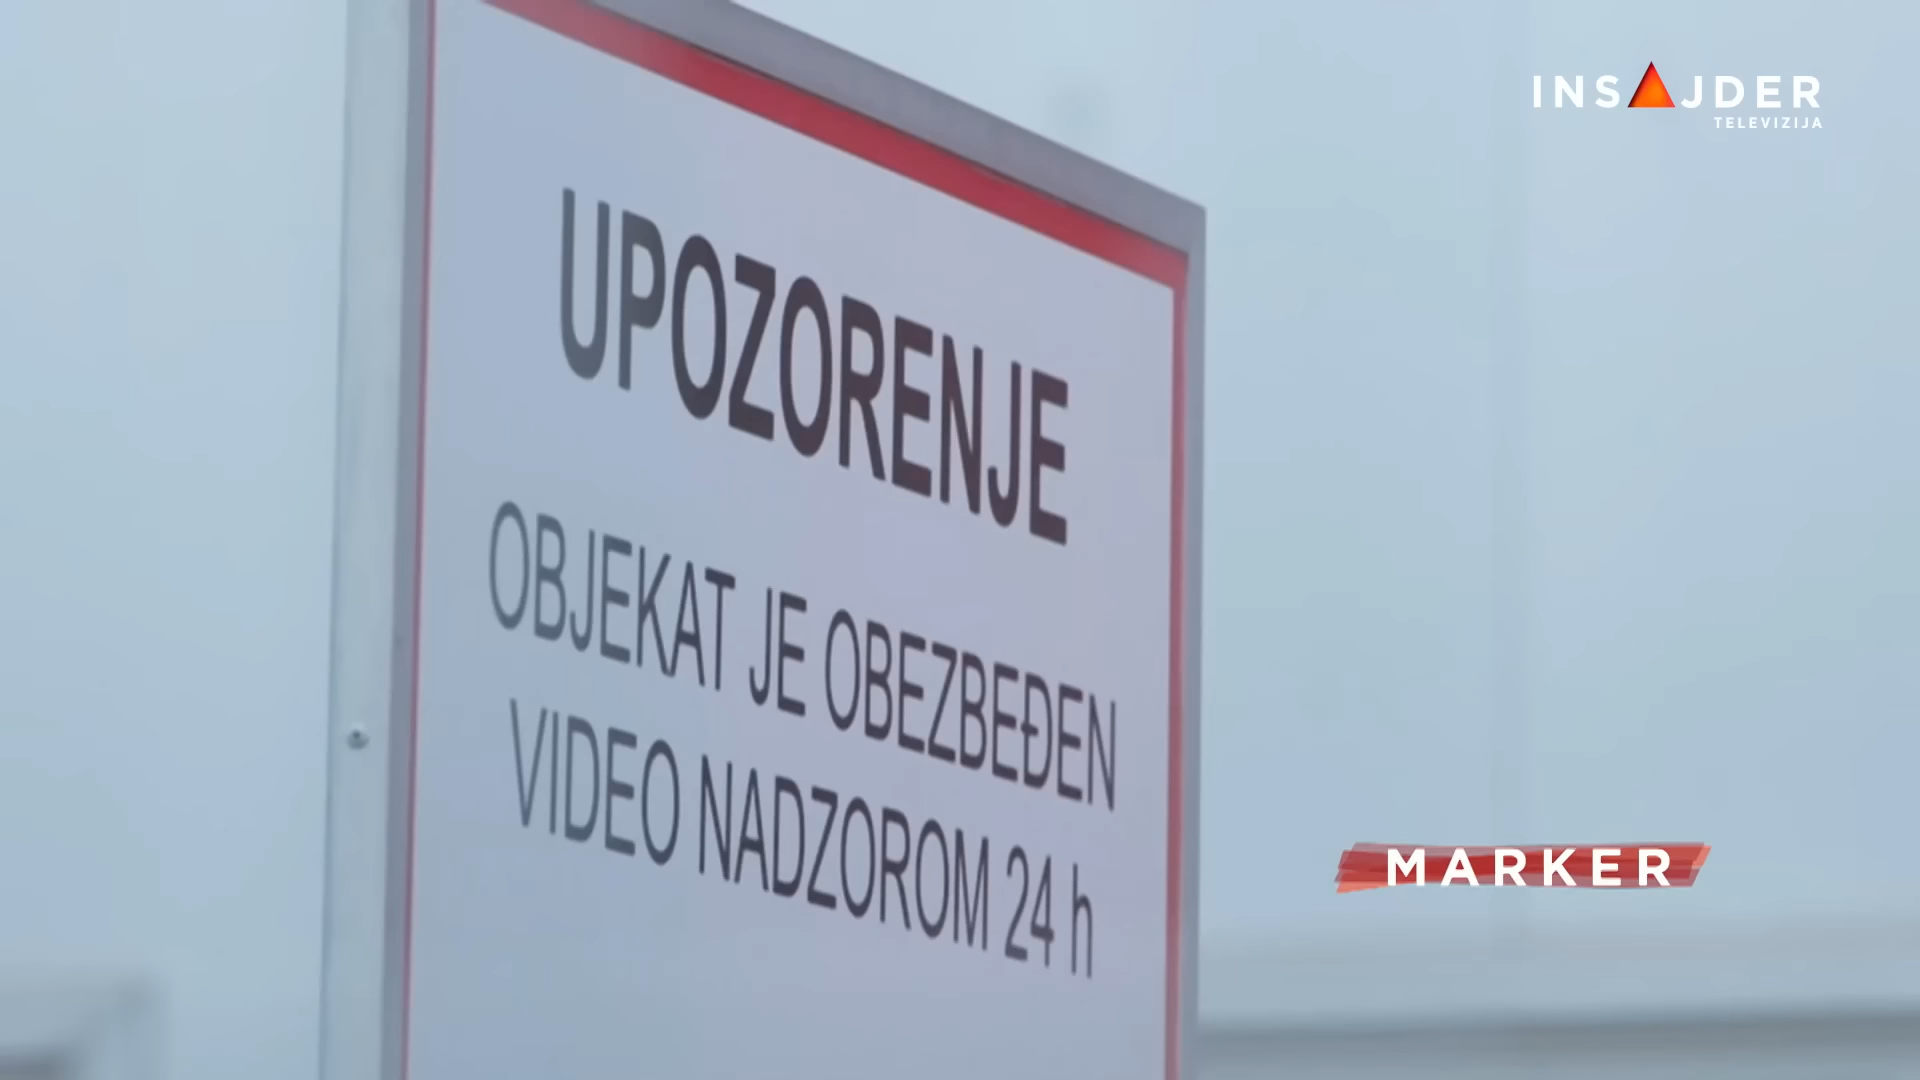 INSAJDER
TELEVIZIJA
UPOZORENJE
OBJEKAT JE OBEZBEĐEN
VIDEO NADZOROM 24 h
MARKER